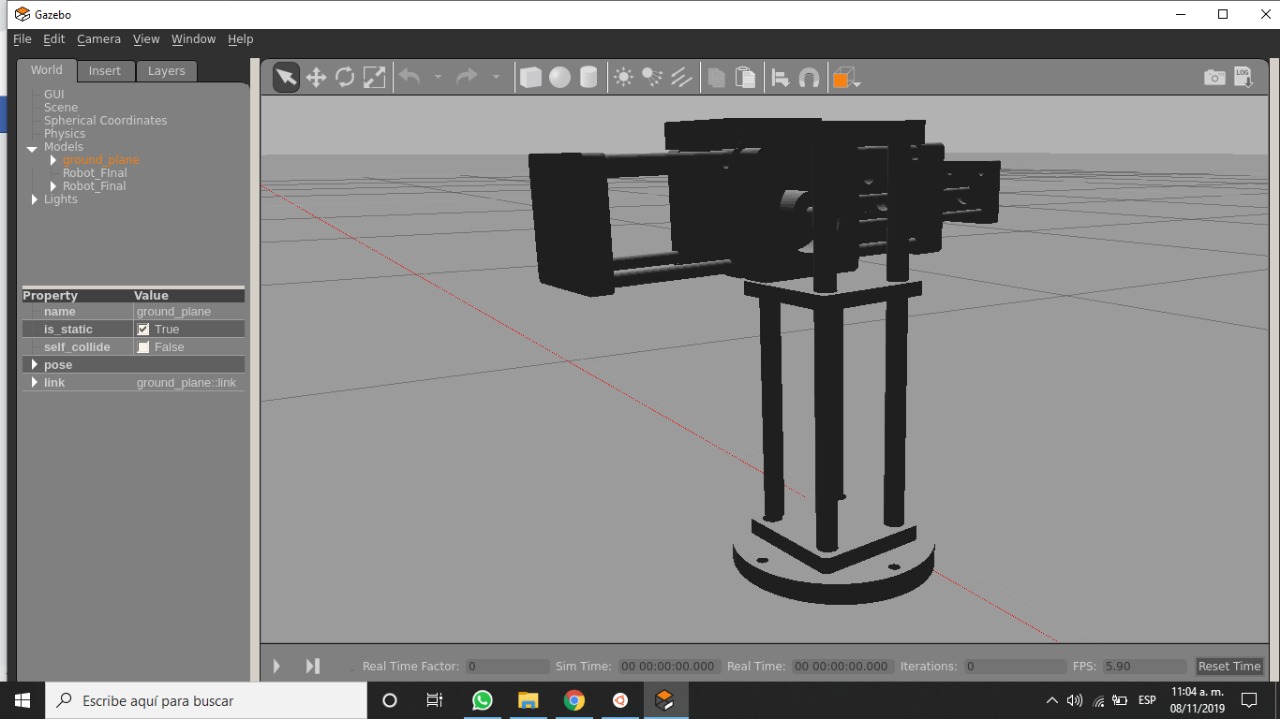 Gazebo
File Edit Camera View Window Help
World Insert Layers
GUI
Scene
Spherical Coordinates
Physics
Models
ground_plane
Robot_FInal
Robot_Final
Lights
Property Value
name ground_plane
is_static True
self_collide False
pose
link ground_plane::link
LOG
Real Time Factor: 0 Sim Time: 00 00:00:00.000 Real Time: 00 00:00:00.000 Iterations: 0 FPS: 5.90 Reset Time
Escribe aquí para buscar
ESP
11:04 a. m.
08/11/2019